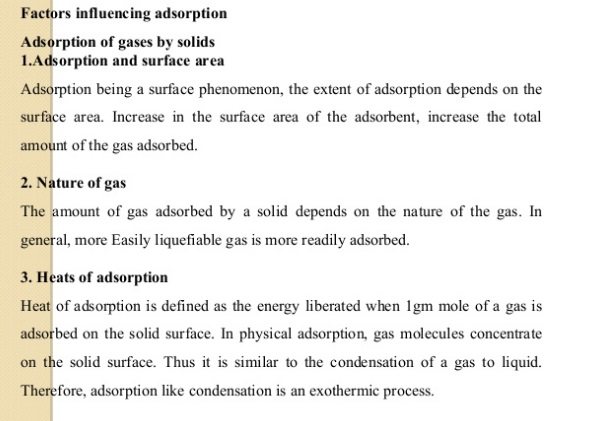 Factors influencing adsorption
Adsorption of gases by solids
1.Adsorption and surface area
Adsorption being a surface phenomenon, the extent of adsorption depends on the
surface area. Increase in the surface area of the adsorbent, increase the total
amount of the gas adsorbed.
2. Nature of gas
The amount of gas adsorbed by a solid depends on the nature of the gas. In
general, more Easily liquefiable gas is more readily adsorbed.
3. Heats of adsorption
Heat of adsorption is defined as the energy liberated when 1gm mole of a gas is
adsorbed on the solid surface. In physical adsorption, gas molecules concentrate
on the solid surface. Thus it is similar to the condensation of a gas to liquid.
Therefore, adsorption like condensation is an exothermic process.